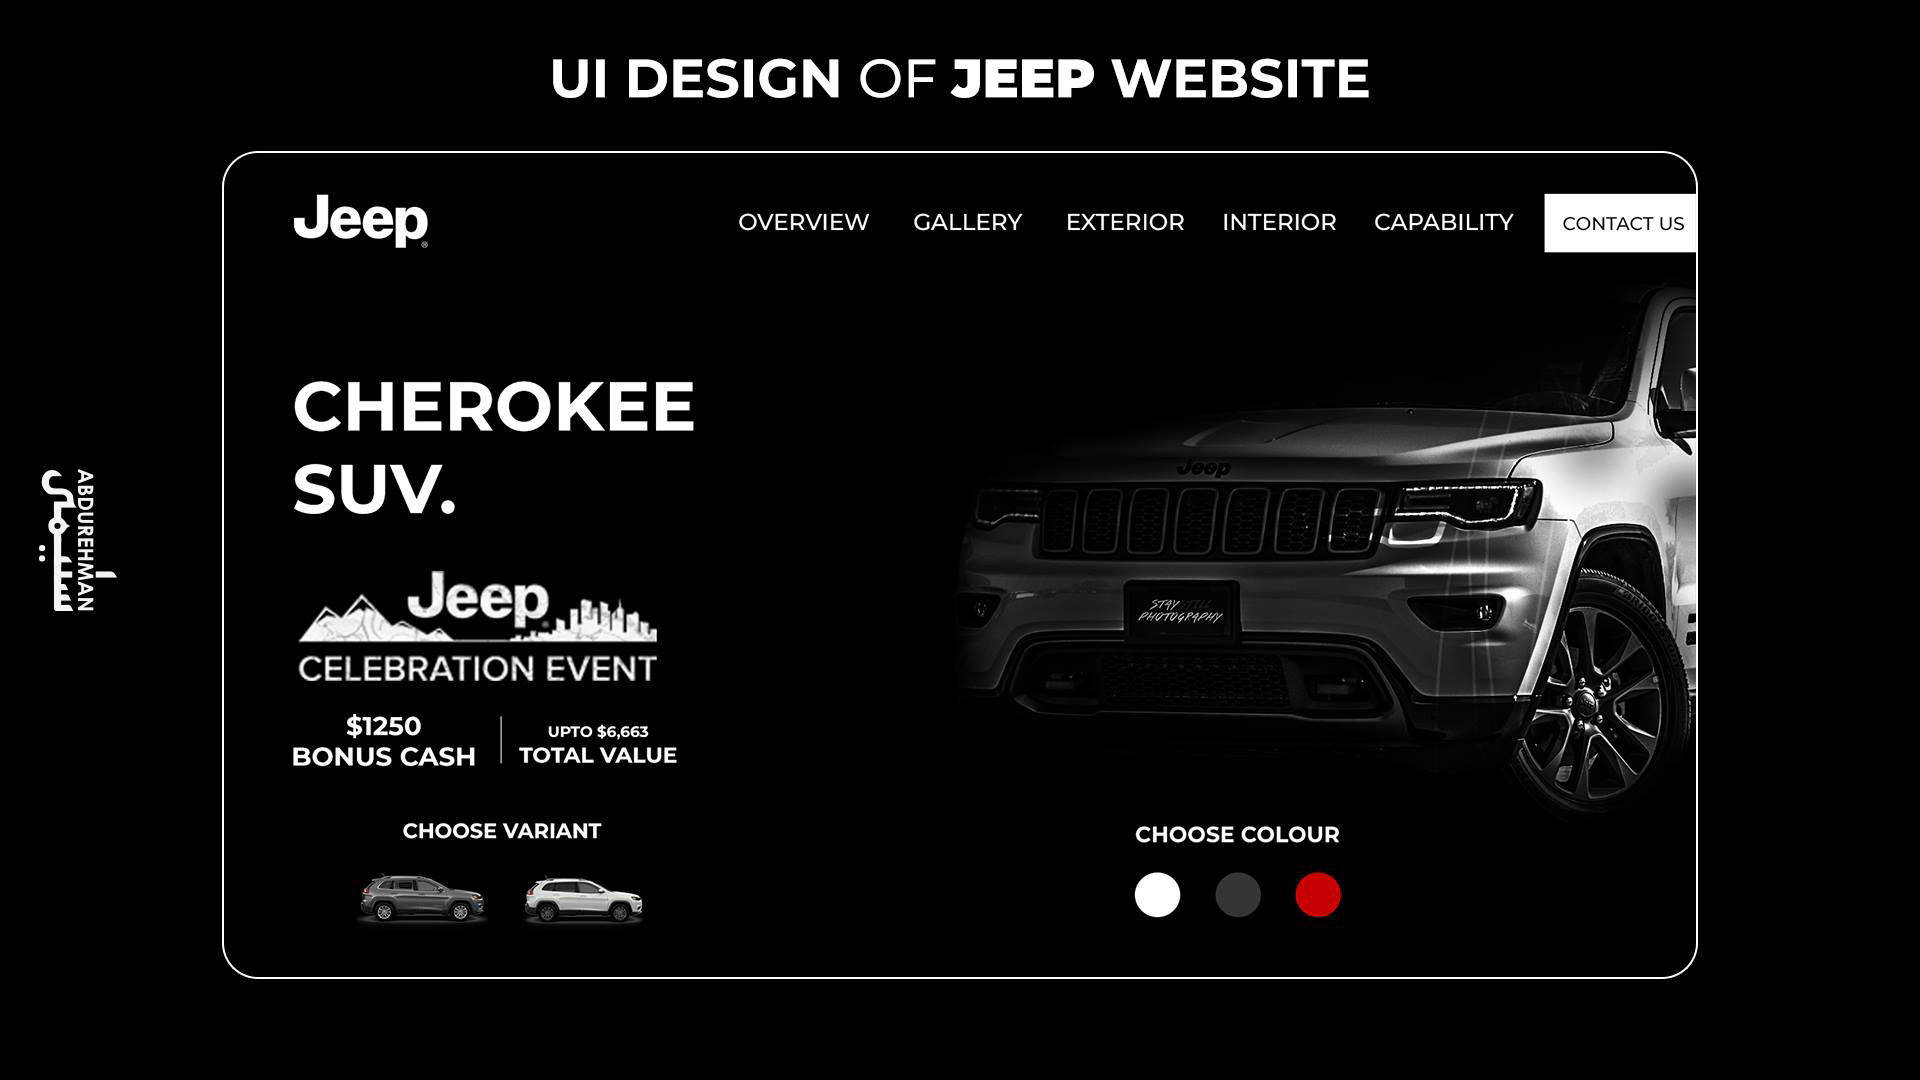 UI DESIGN OF JEEP WEBSITE
Jeep®
OVERVIEW GALLERY EXTERIOR INTERIOR CAPABILITY CONTACT US
CHEROKEE
SUV.
Jeep
CELEBRATION EVENT
$1250
BONUS CASH
UPTO $6,663
TOTAL VALUE
CHOOSE VARIANT
Jeep
STAY STILL
PHOTOGRAPHY
CHOOSE COLOUR
ABDUREHMAN